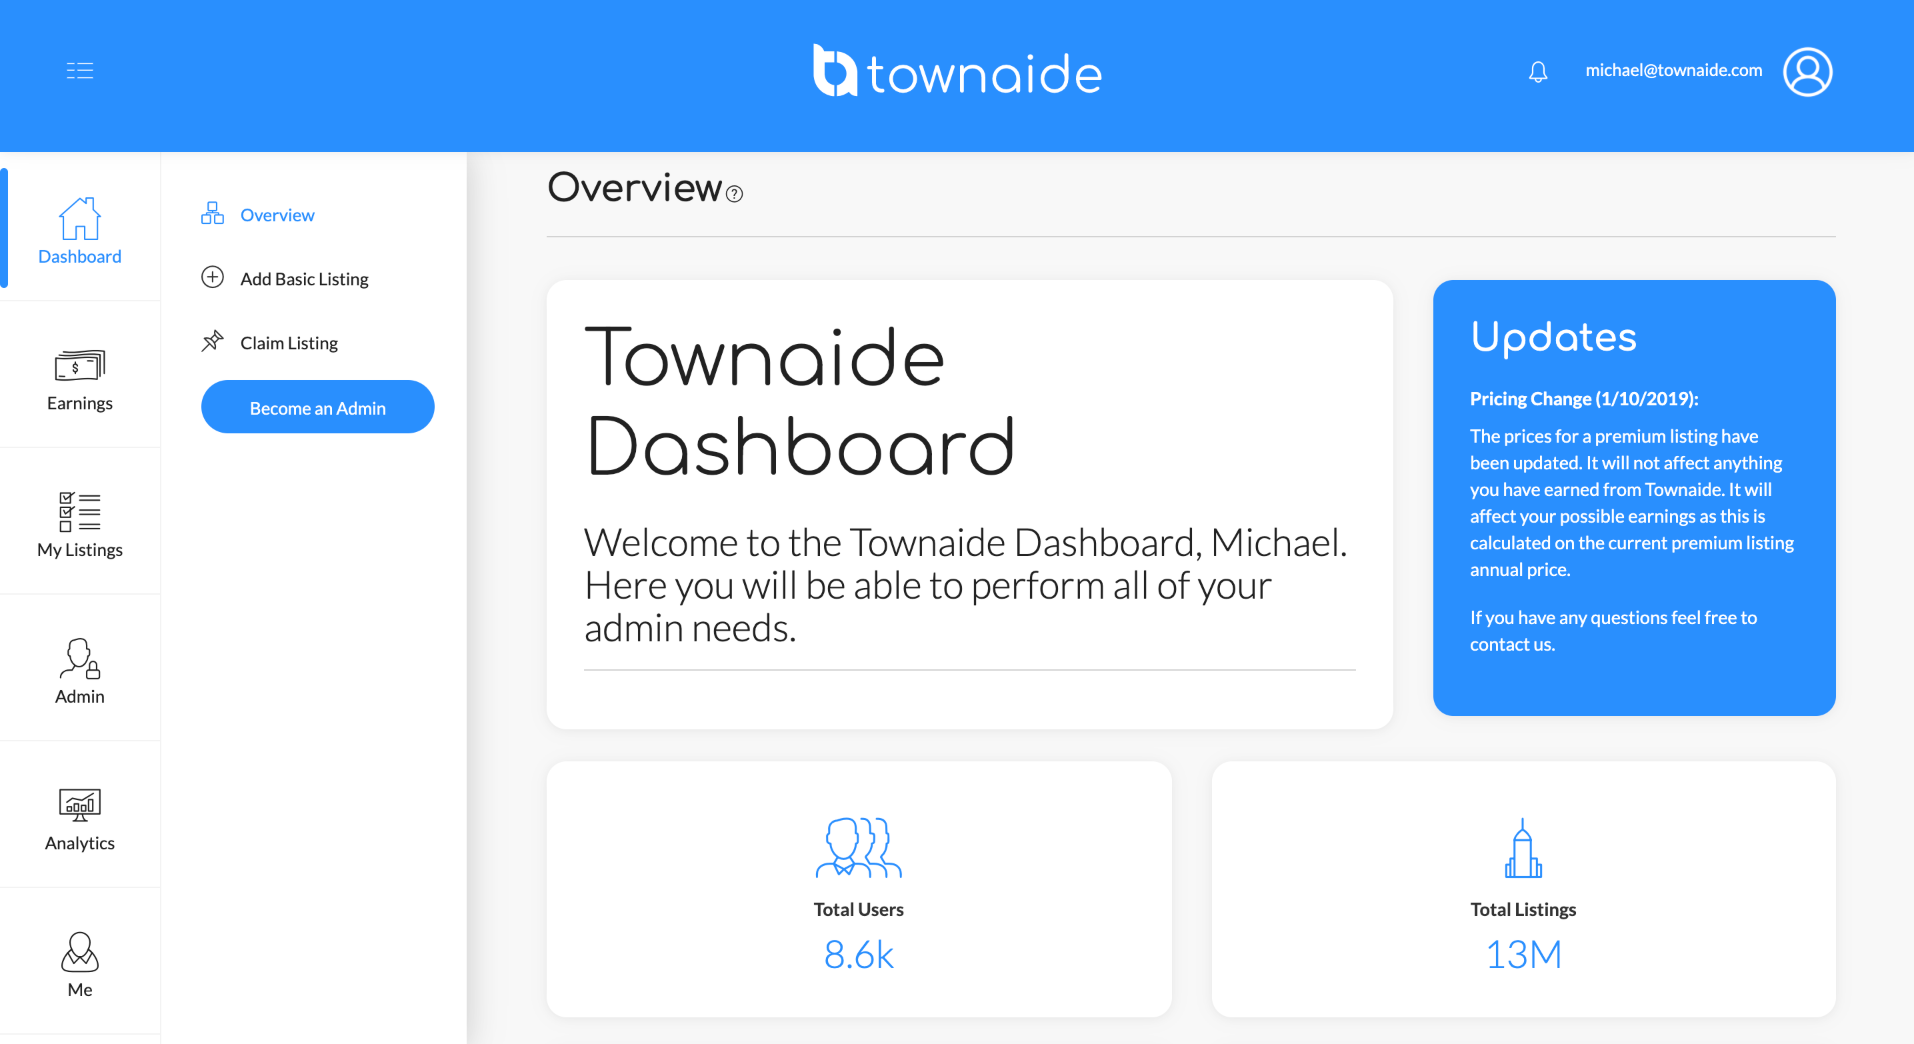 townaide
michael@townaide.com
Dashboard
Earnings
My Listings
Admin
Analytics
Me
Overview
Add Basic Listing
Claim Listing
Become an Admin
Overview
Townaide
Dashboard
Welcome to the Townaide Dashboard, Michael.
Here you will be able to perform all of your
admin needs.
Updates
Pricing Change (1/10/2019):
The prices for a premium listing have
been updated. It will not affect anything
you have earned from Townaide. It will
affect your possible earnings as this is
calculated on the current premium listing
annual price.
If you have any questions feel free to
contact us.
Total Users
8.6k
Total Listings
13M